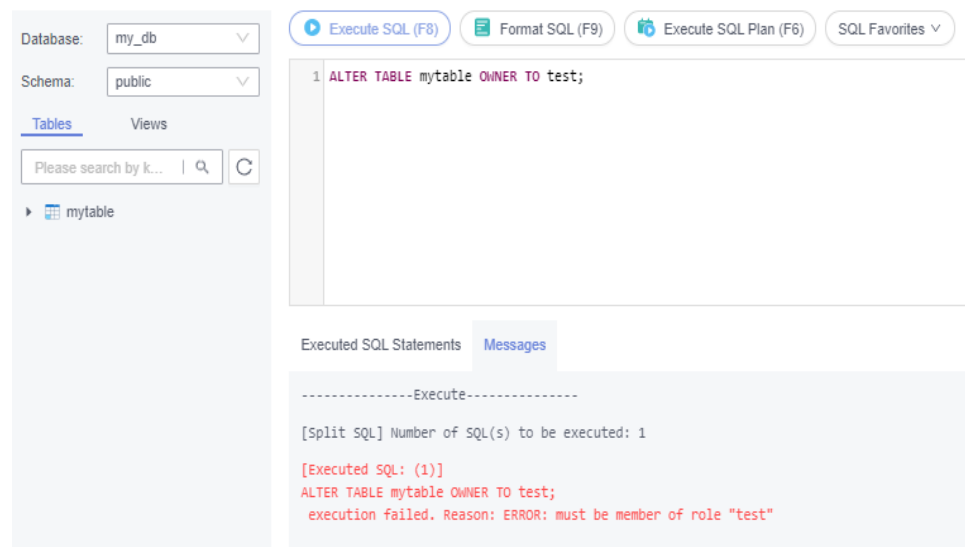 Database: my_db
Schema: public
Tables Views
Please search by k...
mytable
Execute SQL (F8) Format SQL (F9) Execute SQL Plan (F6) SQL Favorites
1 ALTER TABLE mytable OWNER TO test;
Executed SQL Statements Messages
---------------Execute---------------
[Split SQL] Number of SQL(s) to be executed: 1
[Executed SQL: (1)]
ALTER TABLE mytable OWNER TO test;
execution failed. Reason: ERROR: must be member of role "test"